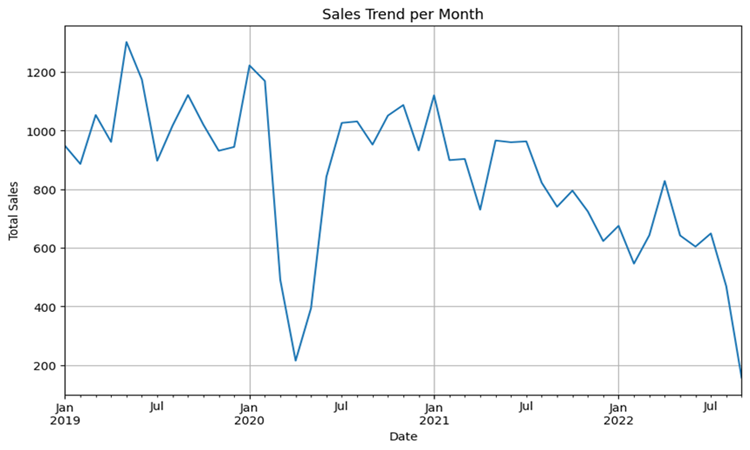 Sales Trend per Month
Total Sales
1200
1000
800
600
400
200
Jan Jul Jan Jul Jan Jul Jan Jul
2019 2020 2021 2022
Date